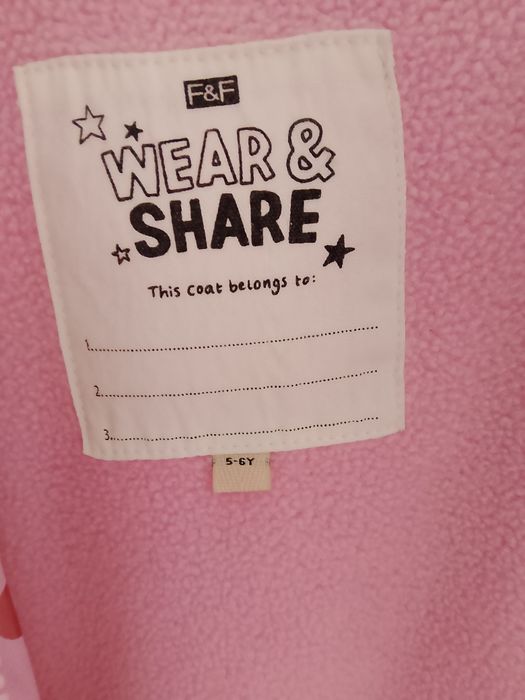 F&F
WEAR &
SHARE
This coat belongs to:
1.
2.
3.
5-6Y